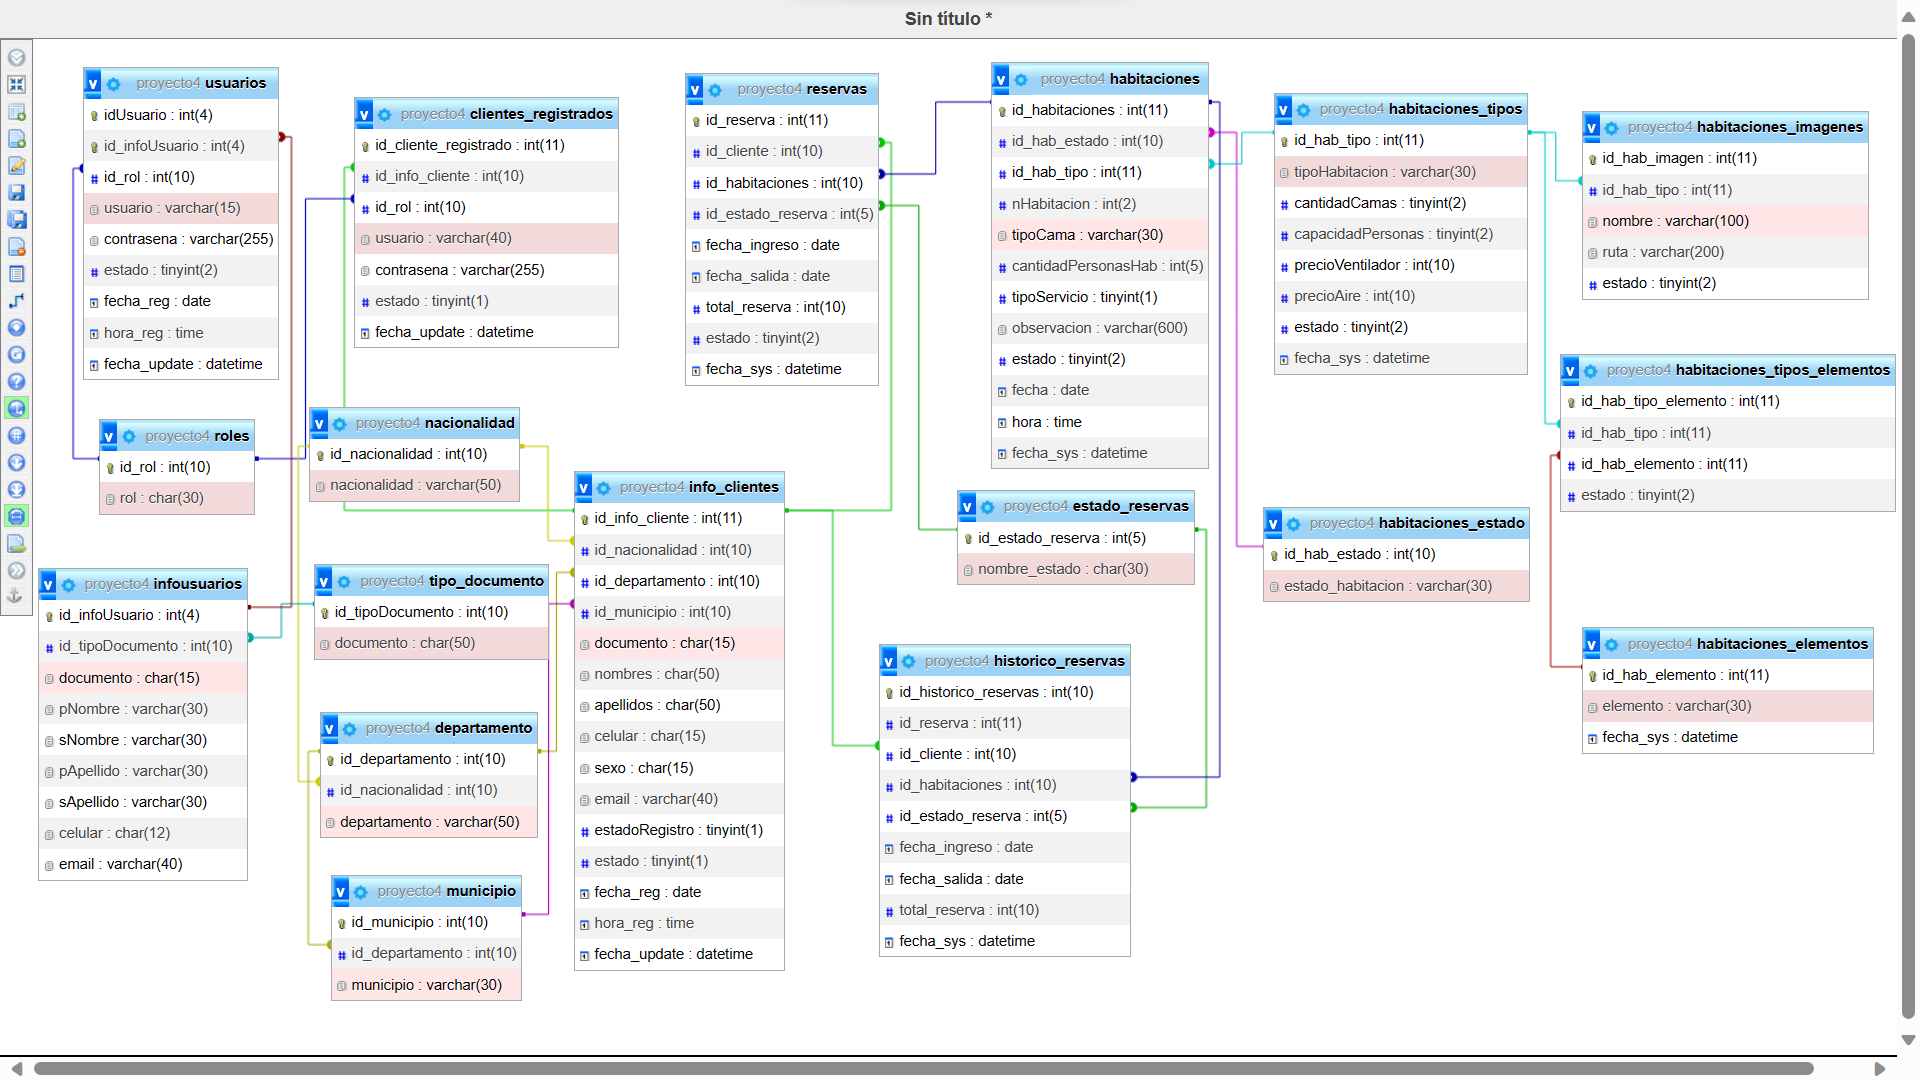 Sin título *
proyecto4 usuarios
idUsuario : int(4)
id_infoUsuario : int(4)
id_rol : int(10)
usuario : varchar(15)
contrasena : varchar(255)
estado : tinyint(2)
fecha_reg : date
hora_reg : time
fecha_update : datetime
proyecto4 roles
id_rol : int(10)
rol : char(30)
proyecto4 infousuarios
id_infoUsuario : int(4)
id_tipoDocumento : int(10)
documento : char(15)
pNombre : varchar(30)
sNombre : varchar(30)
pApellido : varchar(30)
sApellido : varchar(30)
celular : char(12)
email : varchar(40)
proyecto4 clientes_registrados
id_cliente_registrado : int(11)
id_info_cliente : int(10)
id_rol : int(10)
usuario : varchar(40)
contrasena : varchar(255)
estado : tinyint(1)
fecha_update : datetime
proyecto4 nacionalidad
id_nacionalidad : int(10)
nacionalidad : varchar(50)
proyecto4 tipo_documento
id_tipoDocumento : int(10)
documento : char(50)
proyecto4 departamento
id_departamento : int(10)
id_nacionalidad : int(10)
departamento : varchar(50)
proyecto4 municipio
id_municipio : int(10)
id_departamento : int(10)
municipio : varchar(30)
proyecto4 info_clientes
id_info_cliente : int(11)
id_nacionalidad : int(10)
id_departamento : int(10)
id_municipio : int(10)
documento : char(15)
nombres : char(50)
apellidos : char(50)
celular : char(15)
sexo : char(15)
email : varchar(40)
estadoRegistro : tinyint(1)
estado : tinyint(1)
fecha_reg : date
hora_reg : time
fecha_update : datetime
proyecto4 reservas
id_reserva : int(11)
id_cliente : int(10)
id_habitaciones : int(10)
id_estado_reserva : int(5)
fecha_ingreso : date
fecha_salida : date
total_reserva : int(10)
estado : tinyint(2)
fecha_sys : datetime
proyecto4 habitaciones
id_habitaciones : int(11)
id_hab_estado : int(10)
id_hab_tipo : int(11)
nHabitacion : int(2)
tipoCama : varchar(30)
cantidadPersonasHab : int(5)
tipoServicio : tinyint(1)
observacion : varchar(600)
estado : tinyint(2)
fecha : date
hora : time
fecha_sys : datetime
proyecto4 estado_reservas
id_estado_reserva : int(5)
nombre_estado : char(30)
proyecto4 historico_reservas
id_historico_reservas : int(10)
id_reserva : int(11)
id_cliente : int(10)
id_habitaciones : int(10)
id_estado_reserva : int(5)
fecha_ingreso : date
fecha_salida : date
total_reserva : int(10)
fecha_sys : datetime
proyecto4 habitaciones_tipos
id_hab_tipo : int(11)
tipoHabitacion : varchar(30)
cantidadCamas : tinyint(2)
capacidadPersonas : tinyint(2)
precioVentilador : int(10)
precioAire : int(10)
estado : tinyint(2)
fecha_sys : datetime
proyecto4 habitaciones_estado
id_hab_estado : int(10)
estado_habitacion : varchar(30)
proyecto4 habitaciones_imagenes
id_hab_imagen : int(11)
id_hab_tipo : int(11)
nombre : varchar(100)
ruta : varchar(200)
estado : tinyint(2)
proyecto4 habitaciones_tipos_elementos
id_hab_tipo_elemento : int(11)
id_hab_tipo : int(11)
id_hab_elemento : int(11)
estado : tinyint(2)
proyecto4 habitaciones_elementos
id_hab_elemento : int(11)
elemento : varchar(30)
fecha_sys : datetime